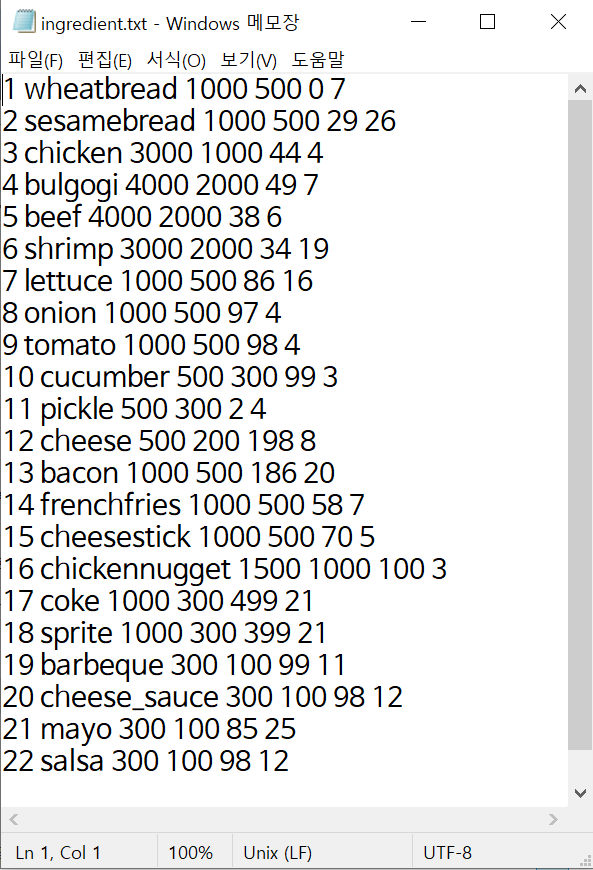 ingredient.txt - Windows 메모장
파일(F) 편집(E) 서식(O) 보기(V) 도움말
1 wheatbread 1000 500 0 7
2 sesamebread 1000 500 29 26
3 chicken 3000 1000 44 4
4 bulgogi 4000 2000 49 7
5 beef 4000 2000 38 6
6 shrimp 3000 2000 34 19
7 lettuce 1000 500 86 16
8 onion 1000 500 97 4
9 tomato 1000 500 98 4
10 cucumber 500 300 99 3
11 pickle 500 300 2 4
12 cheese 500 200 198 8
13 bacon 1000 500 186 20
14 frenchfries 1000 500 58 7
15 cheesestick 1000 500 70 5
16 chickennugget 1500 1000 100 3
17 coke 1000 300 499 21
18 sprite 1000 300 399 21
19 barbeque 300 100 99 11
20 cheese_sauce 300 100 98 12
21 mayo 300 100 85 25
22 salsa 300 100 98 12
Ln 1, Col 1 100% Unix (LF) UTF-8